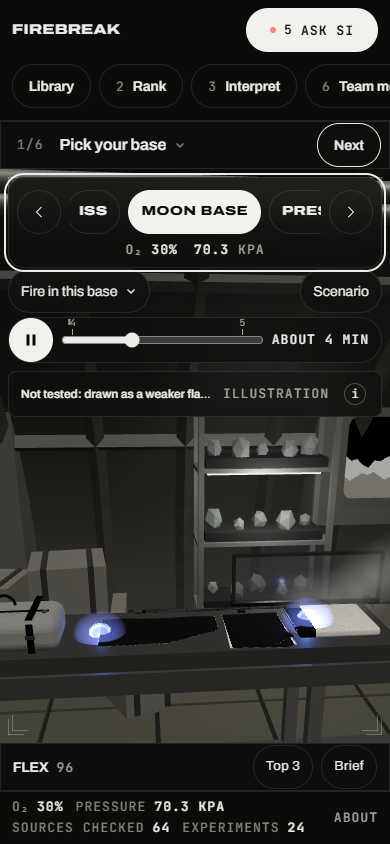 FIREBREAK
5 ASK SI
Library
2 Rank
3 Interpret
6 Team m
1/6 Pick your base
Next
ISS
MOON BASE
PRES
O₂ 30% 70.3 KPA
Fire in this base
Scenario
5
ABOUT 4 MIN
Not tested: drawn as a weaker fla...
ILLUSTRATION
i
FLEX 96
Top 3
Brief
O₂ 30% PRESSURE 70.3 KPA
SOURCES CHECKED 64 EXPERIMENTS 24
ABOUT